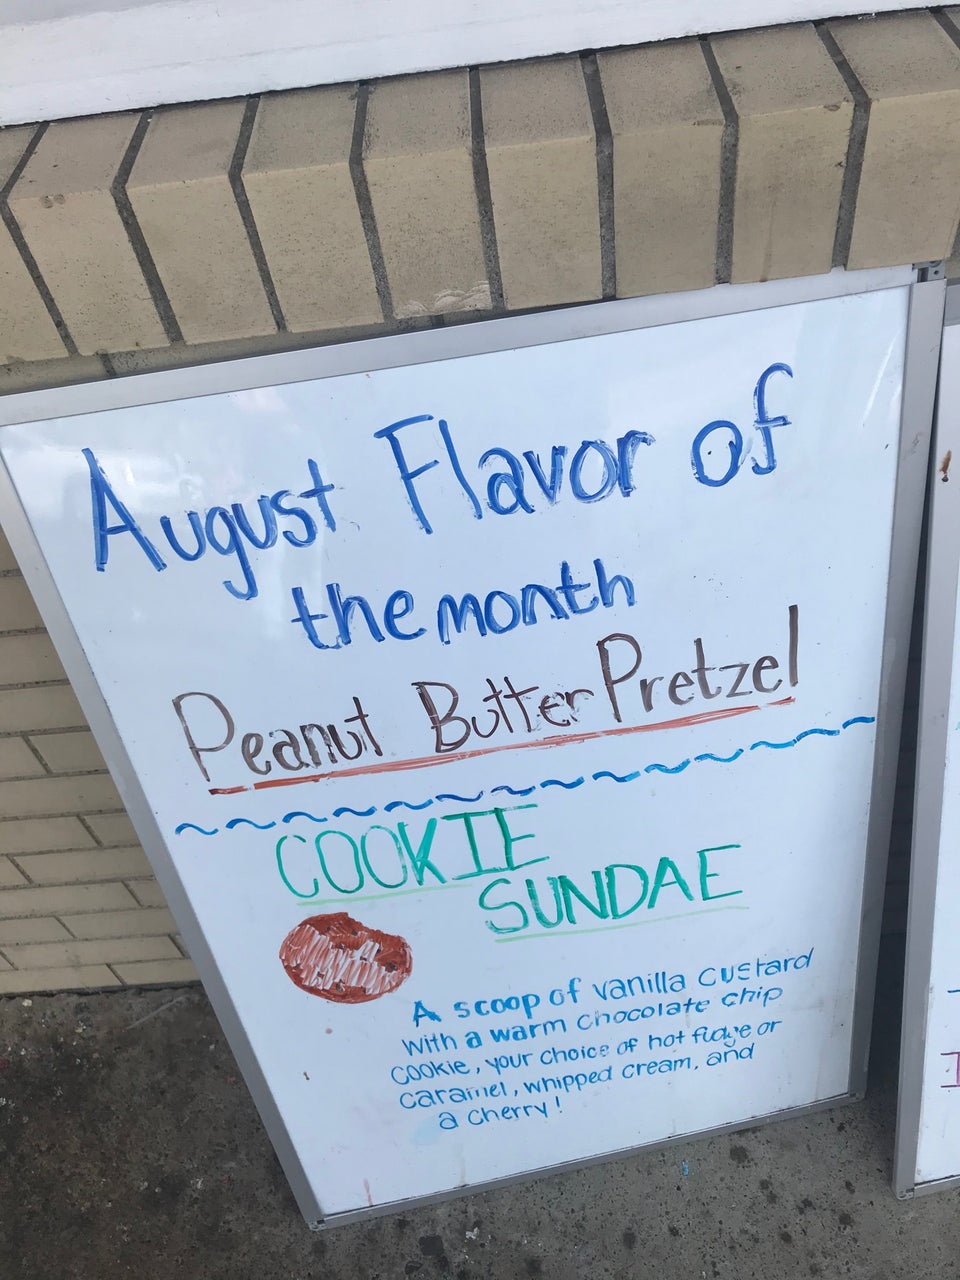 August Flavor of
the month
Peanut Butter Pretzel
COOKIE
SUNDAE
A scoop of vanilla custard
with a warm chocolate chip
cookie, your choice of hot fudge or
caramel, whipped cream, and
a cherry!